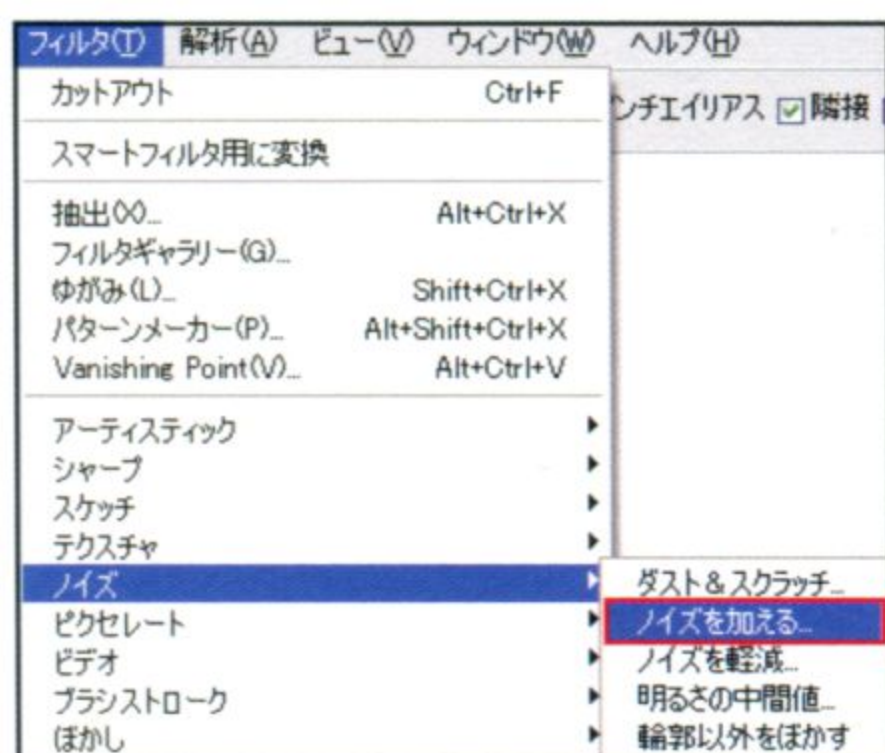 フィルタ(T) 解析(A) ビュー(V) ウィンドウ(W) ヘルプ(H)
カットアウト Ctrl+F
ンチエイリアス 隣接
スマートフィルタ用に変換
抽出(X)... Alt+Ctrl+X
フィルタギャラリー(G)...
ゆがみ(L)... Shift+Ctrl+X
パターンメーカー(P)... Alt+Shift+Ctrl+X
Vanishing Point(V)... Alt+Ctrl+V
アーティスティック
シャープ
スケッチ
テクスチャ
ノイズ
ピクセレート
ビデオ
ブラシストローク
ぼかし
ダスト＆スクラッチ...
ノイズを加える...
ノイズを軽減...
明るさの中間値...
輪郭以外をぼかす